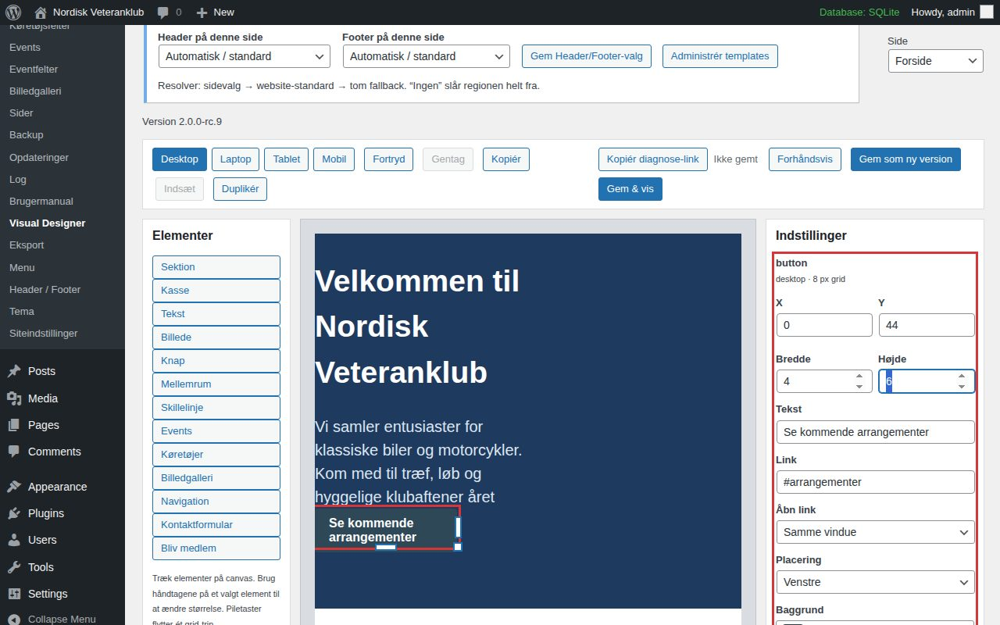 Nordisk Veteranklub
0
New
Database: SQLite
Howdy, admin
Køretøjsfelter
Events
Eventfelter
Billedgalleri
Sider
Backup
Opdateringer
Log
Brugermanual
Visual Designer
Eksport
Menu
Header / Footer
Tema
Siteindstillinger
Posts
Media
Pages
Comments
Appearance
Plugins
Users
Tools
Settings
Collapse Menu
Header på denne side
Footer på denne side
Automatisk / standard
Automatisk / standard
Gem Header/Footer-valg
Administrér templates
Resolver: sidevalg → website-standard → tom fallback. “Ingen” slår regionen helt fra.
Side
Forside
Version 2.0.0-rc.9
Desktop
Laptop
Tablet
Mobil
Fortryd
Gentag
Kopiér
Indsæt
Duplikér
Kopiér diagnose-link
Ikke gemt
Forhåndsvis
Gem som ny version
Gem & vis
Elementer
Sektion
Kasse
Tekst
Billede
Knap
Mellemrum
Skillelinje
Events
Køretøjer
Billedgalleri
Navigation
Kontaktformular
Bliv medlem
Træk elementer på canvas. Brug
håndtagene på et valgt element til
at ændre størrelse. Piletaster
flytter ét grid-trin.
Velkommen til
Nordisk
Veteranklub
Vi samler entusiaster for
klassiske biler og motorcykler.
Kom med til træf, løb og
hyggelige klubaftener året
Se kommende
arrangementer
Indstillinger
button
desktop · 8 px grid
X
Y
0
44
Bredde
Højde
4
6
Tekst
Se kommende arrangementer
Link
#arrangementer
Åbn link
Samme vindue
Placering
Venstre
Baggrund